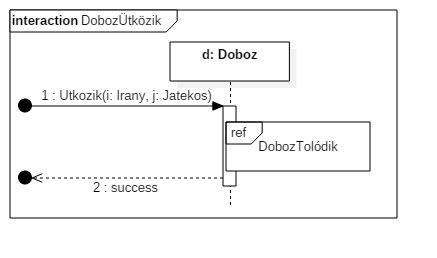 interaction DobozÜtközik
d: Doboz
1 : Utkozik(i: Irany, j: Jatekos)
ref
DobozTolódik
2 : success